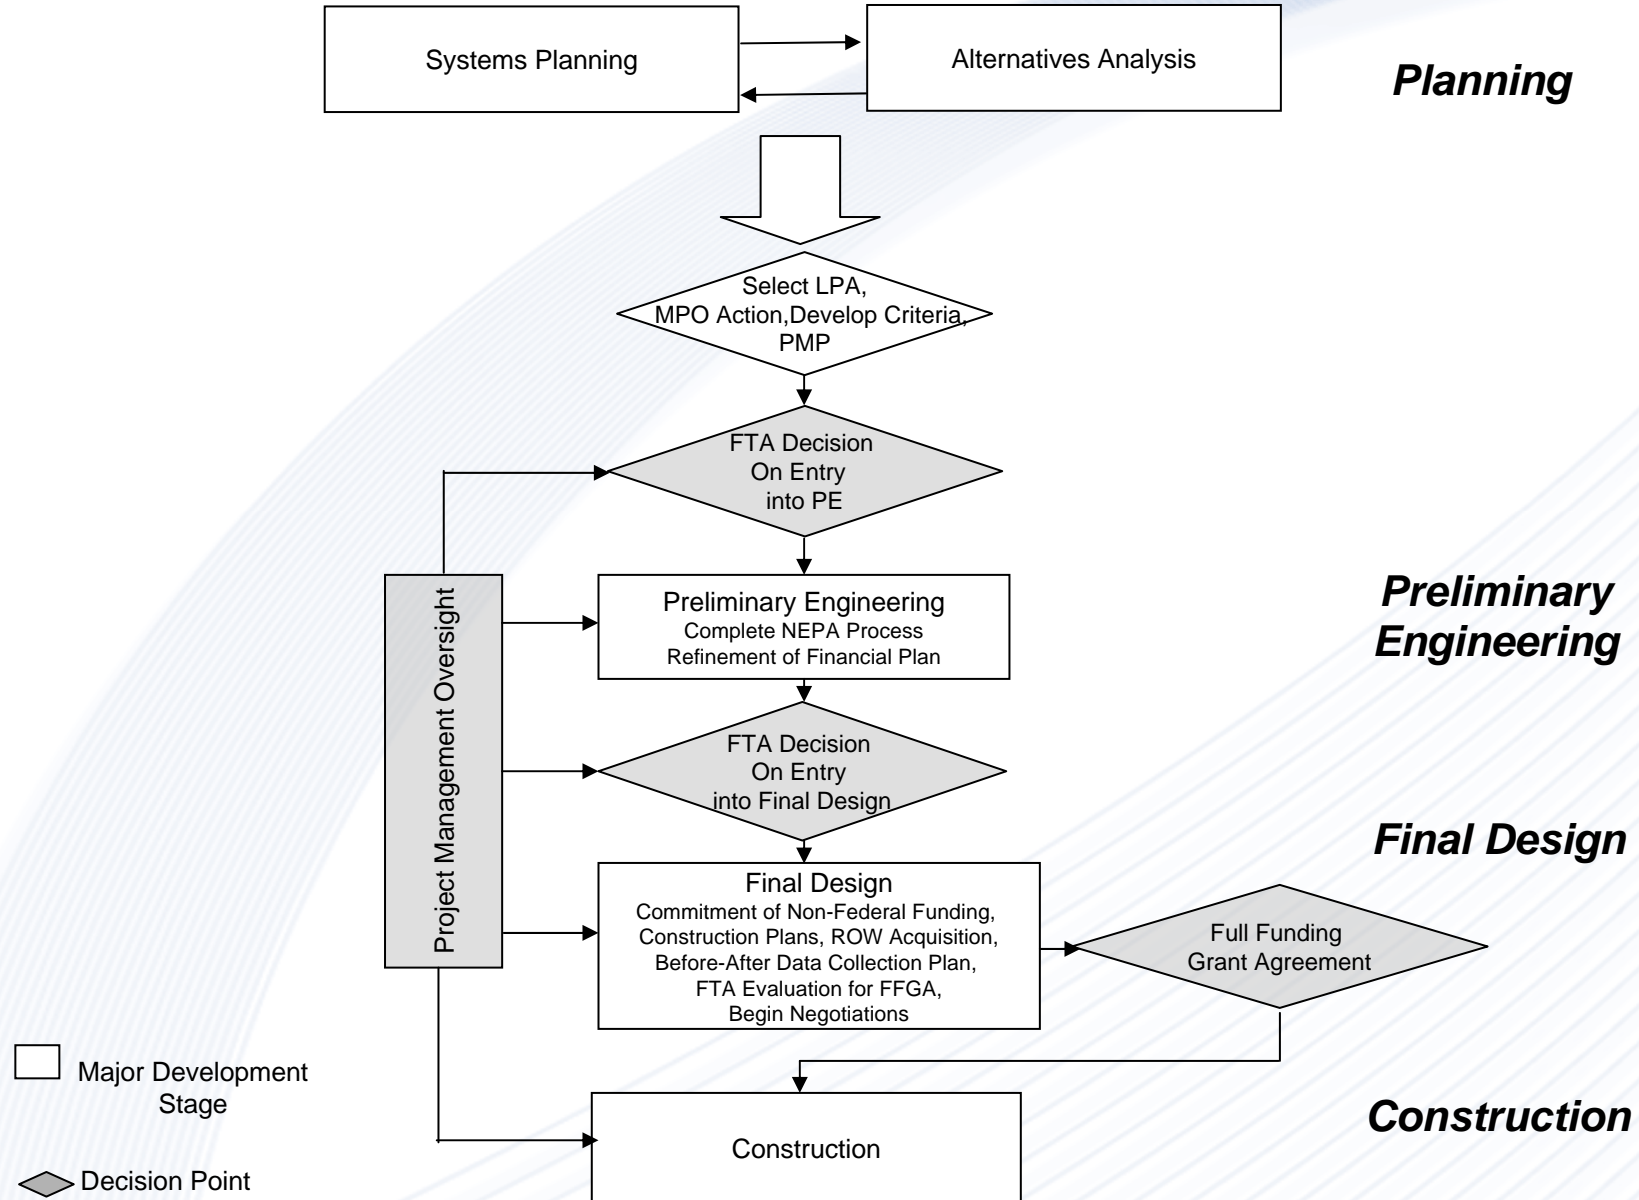 Systems Planning
Alternatives Analysis
Planning
Select LPA,
MPO Action,Develop Criteria,
PMP
FTA Decision
On Entry
into PE
Project Management Oversight
Preliminary Engineering
Complete NEPA Process
Refinement of Financial Plan
Preliminary
Engineering
FTA Decision
On Entry
into Final Design
Final Design
Final Design
Commitment of Non-Federal Funding,
Construction Plans, ROW Acquisition,
Before-After Data Collection Plan,
FTA Evaluation for FFGA,
Begin Negotiations
Full Funding
Grant Agreement
Major Development
Stage
Construction
Construction
Decision Point